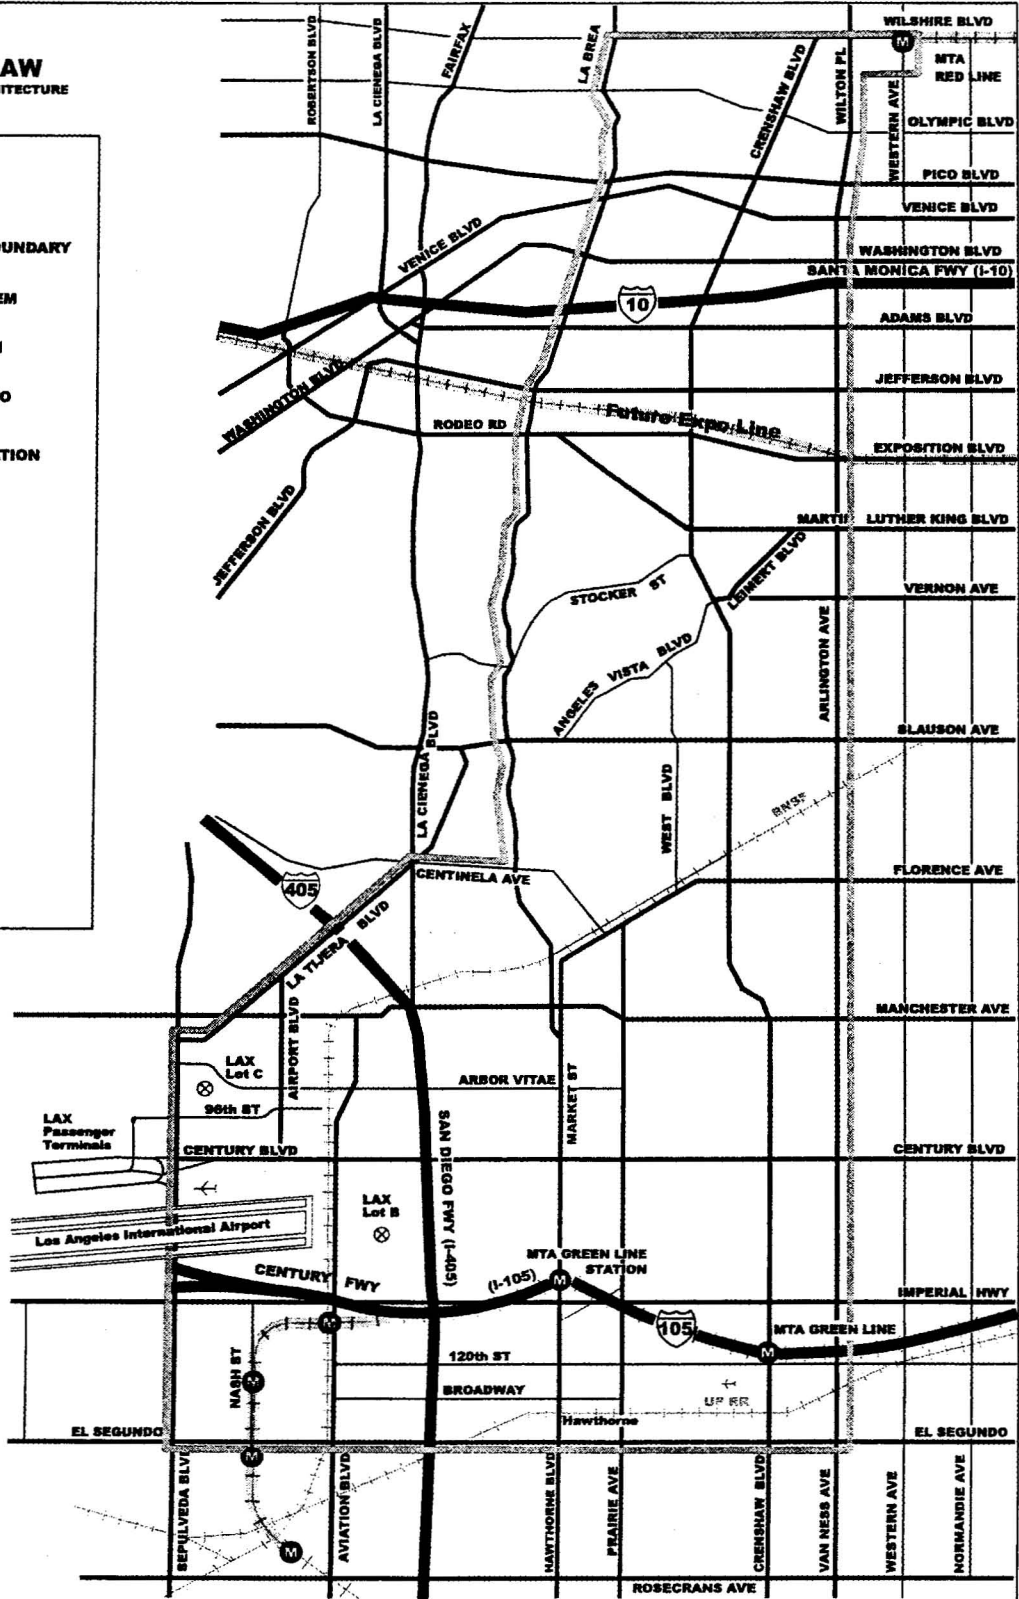 AW
ITECTURE
UNDARY
EM
O
TION
ROBERTSON BLVD
LA CIENEGA BLVD
FAIRFAX
LA BREA
CRENSHAW BLVD
WILTON PL
WILSHIRE BLVD
M
MTA
RED LINE
WESTERN AVE
OLYMPIC BLVD
PICO BLVD
VENICE BLVD
VENICE BLVD
WASHINGTON BLVD
SANTA MONICA FWY (I-10)
10
ADAMS BLVD
JEFFERSON BLVD
WASHINGTON BLVD
RODEO RD
Future Expo Line
EXPOSITION BLVD
JEFFERSON BLVD
MARTIN LUTHER KING BLVD
LEIMERT BLVD
STOCKER ST
VERNON AVE
ANGELES VISTA BLVD
ARLINGTON AVE
LA CIENEGA BLVD
SLAUSON AVE
WEST BLVD
BNSF
CENTINELA AVE
FLORENCE AVE
405
LA TIJERA BLVD
AIRPORT BLVD
MANCHESTER AVE
LAX
Lot C
ARBOR VITAE
MARKET ST
96th ST
LAX
Passenger
Terminals
CENTURY BLVD
CENTURY BLVD
SAN DIEGO FWY (I-405)
LAX
Lot B
Los Angeles International Airport
MTA GREEN LINE
STATION
CENTURY FWY
(I-105)
M
IMPERIAL HWY
M
105
MTA GREEN LINE
M
120th ST
NASH ST
M
BROADWAY
UP RR
Hawthorne
EL SEGUNDO
EL SEGUNDO
M
SEPULVEDA BLVD
AVIATION BLVD
HAWTHORNE BLVD
PRAIRIE AVE
CRENSHAW BLVD
VAN NESS AVE
WESTERN AVE
NORMANDIE AVE
M
ROSECRANS AVE